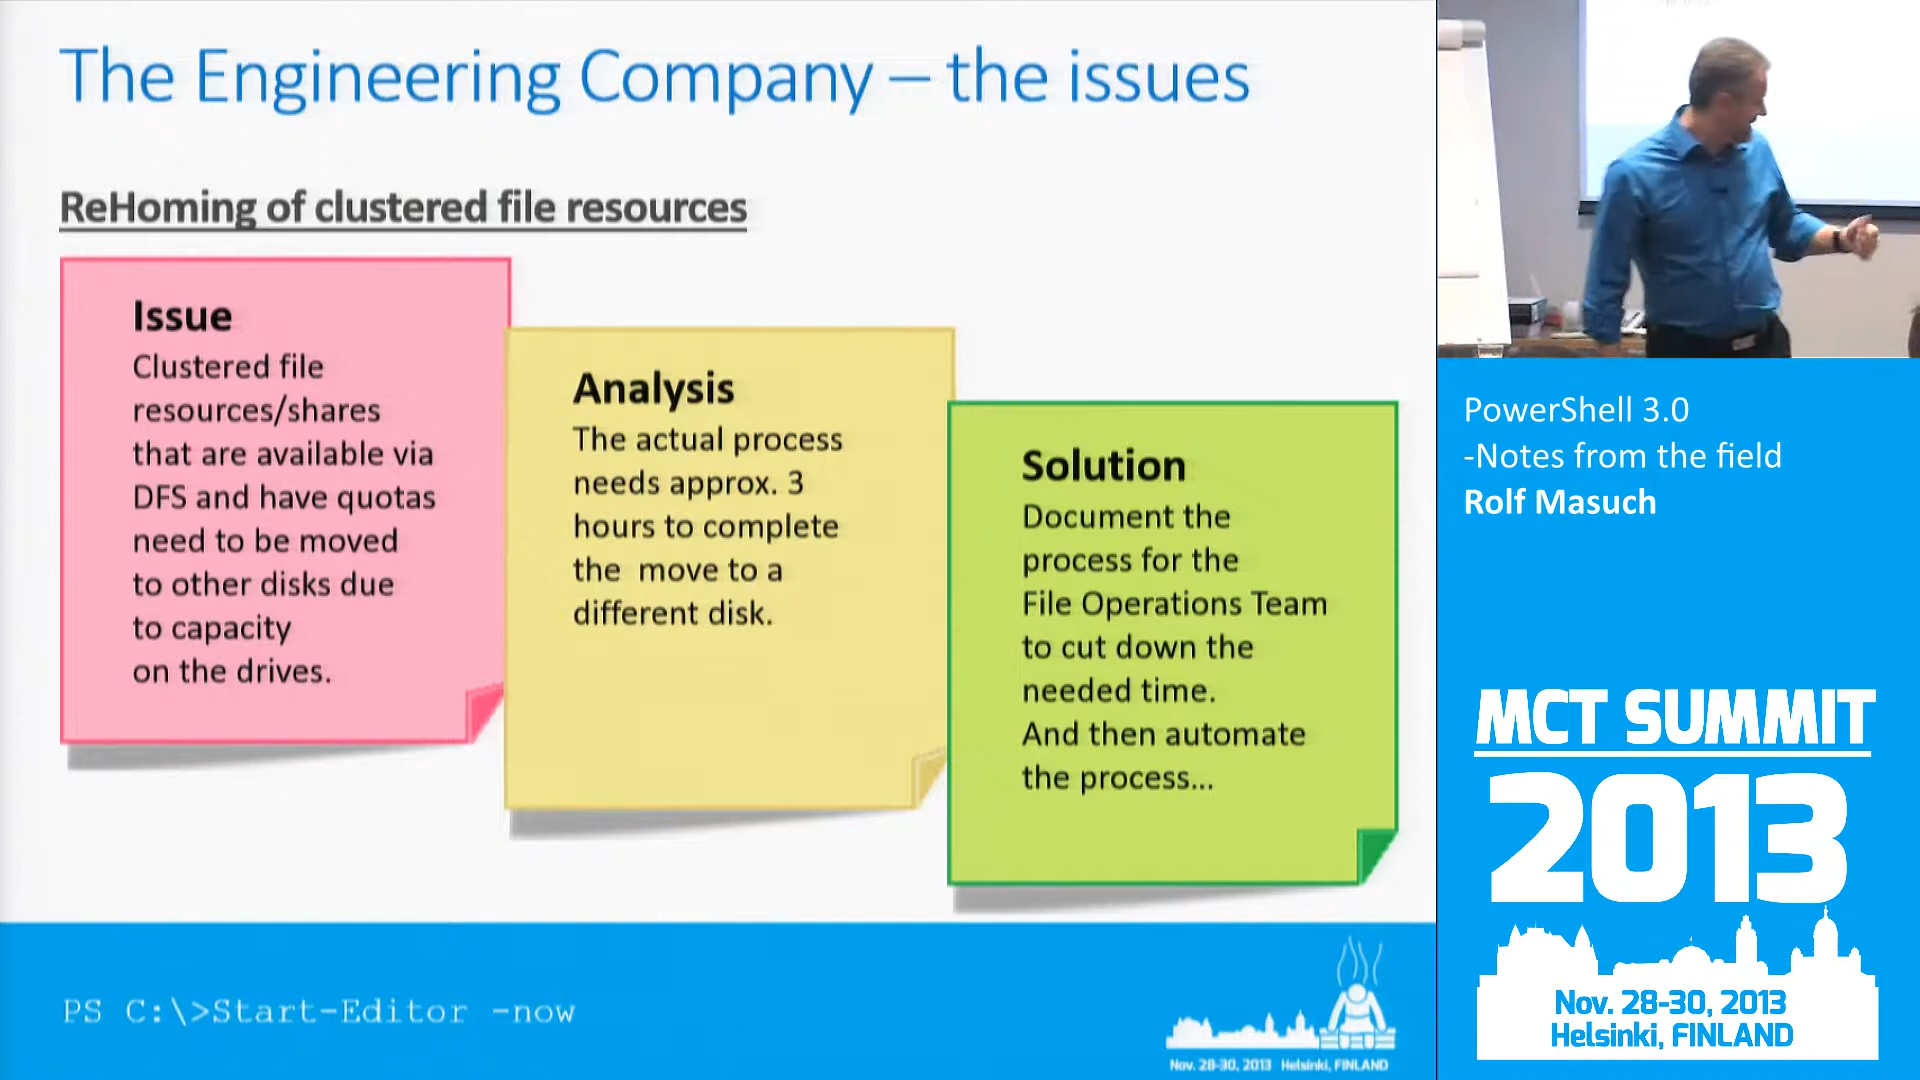 The Engineering Company – the issues
ReHoming of clustered file resources
Issue
Clustered file
resources/shares
that are available via
DFS and have quotas
need to be moved
to other disks due
to capacity
on the drives.
Analysis
The actual process
needs approx. 3
hours to complete
the  move to a
different disk.
Solution
Document the
process for the
File Operations Team
to cut down the
needed time.
And then automate
the process...
PS C:\>Start-Editor -now
Nov. 28-30, 2013 Helsinki, FINLAND
PowerShell 3.0
-Notes from the field
Rolf Masuch
MCT SUMMIT
2013
Nov. 28-30, 2013
Helsinki, FINLAND